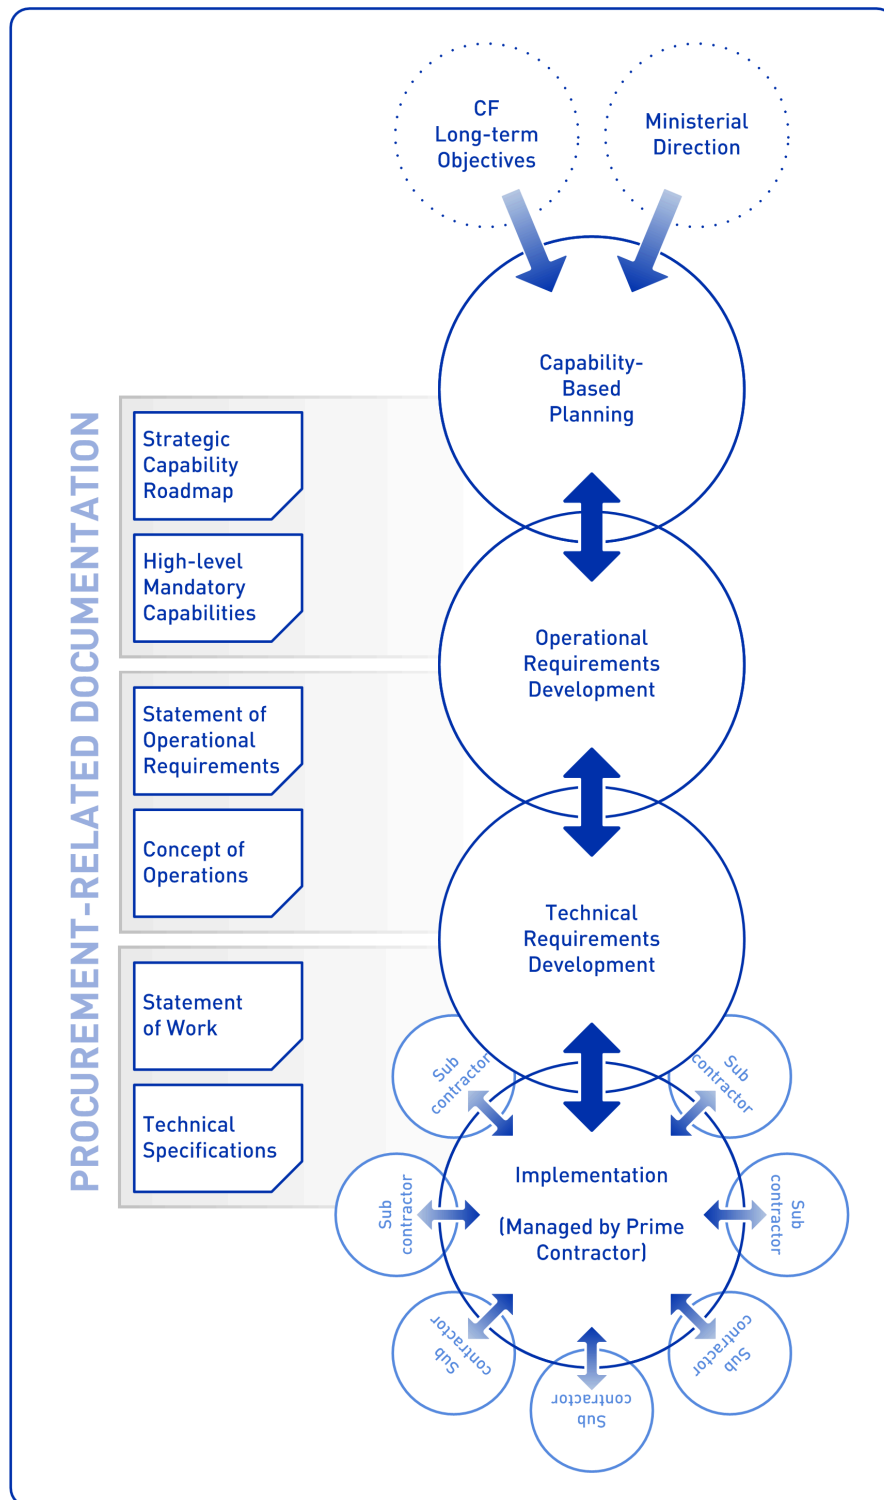 CF
Long-term
Objectives
Ministerial
Direction
Capability-
Based
Planning
PROCUREMENT-RELATED DOCUMENTATION
Strategic
Capability
Roadmap
High-level
Mandatory
Capabilities
Operational
Requirements
Development
Statement of
Operational
Requirements
Concept of
Operations
Technical
Requirements
Development
Statement
of Work
Technical
Specifications
Sub
contractor
Sub
contractor
Implementation
(Managed by Prime
Contractor)
Sub
contractor
Sub
contractor
Sub
contractor
Sub
contractor
Sub
contractor